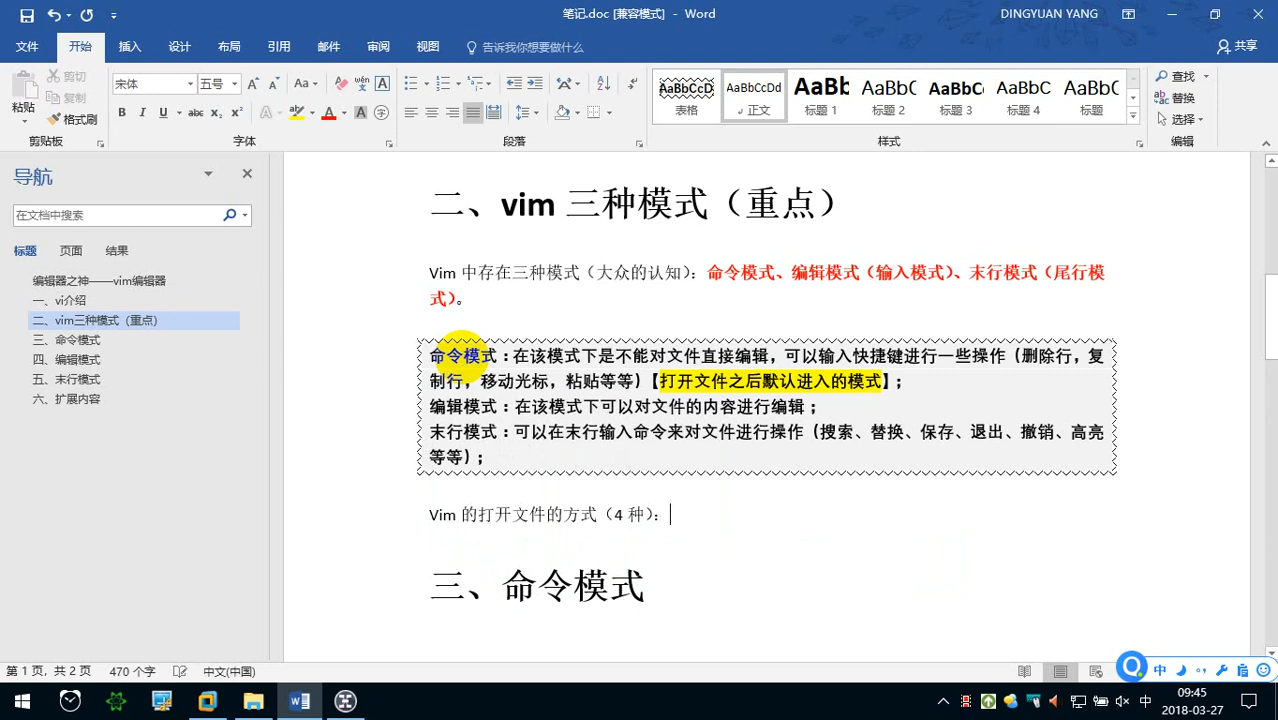 笔记.doc [兼容模式] - Word
DINGYUAN YANG
文件 开始 插入 设计 布局 引用 邮件 审阅 视图 告诉我你想要做什么 共享
粘贴
剪切
复制
格式刷
宋体 五号
AaBbCcD AaBbCcDd AaBb AaBbC AaBbC AaBbC AaBbC
表格 正文 标题 1 标题 2 标题 3 标题 4 标题
查找
替换
选择
剪贴板 字体 段落 样式 编辑
导航
在文档中搜索
标题 页面 结果
编辑器之神——vim编辑器
一、vi介绍
二、vim三种模式（重点）
三、命令模式
四、编辑模式
五、末行模式
六、扩展内容
二、vim 三种模式（重点）
Vim 中存在三种模式（大众的认知）：命令模式、编辑模式（输入模式）、末行模式（尾行模
式）。
命令模式：在该模式下是不能对文件直接编辑，可以输入快捷键进行一些操作（删除行，复
制行，移动光标，粘贴等等）【打开文件之后默认进入的模式】；
编辑模式：在该模式下可以对文件的内容进行编辑；
末行模式：可以在末行输入命令来对文件进行操作（搜索、替换、保存、退出、撤销、高亮
等等）；
Vim 的打开文件的方式（4 种）：
三、命令模式
第 1 页，共 2 页 470 个字 中文(中国)
中
中
09:45
2018-03-27